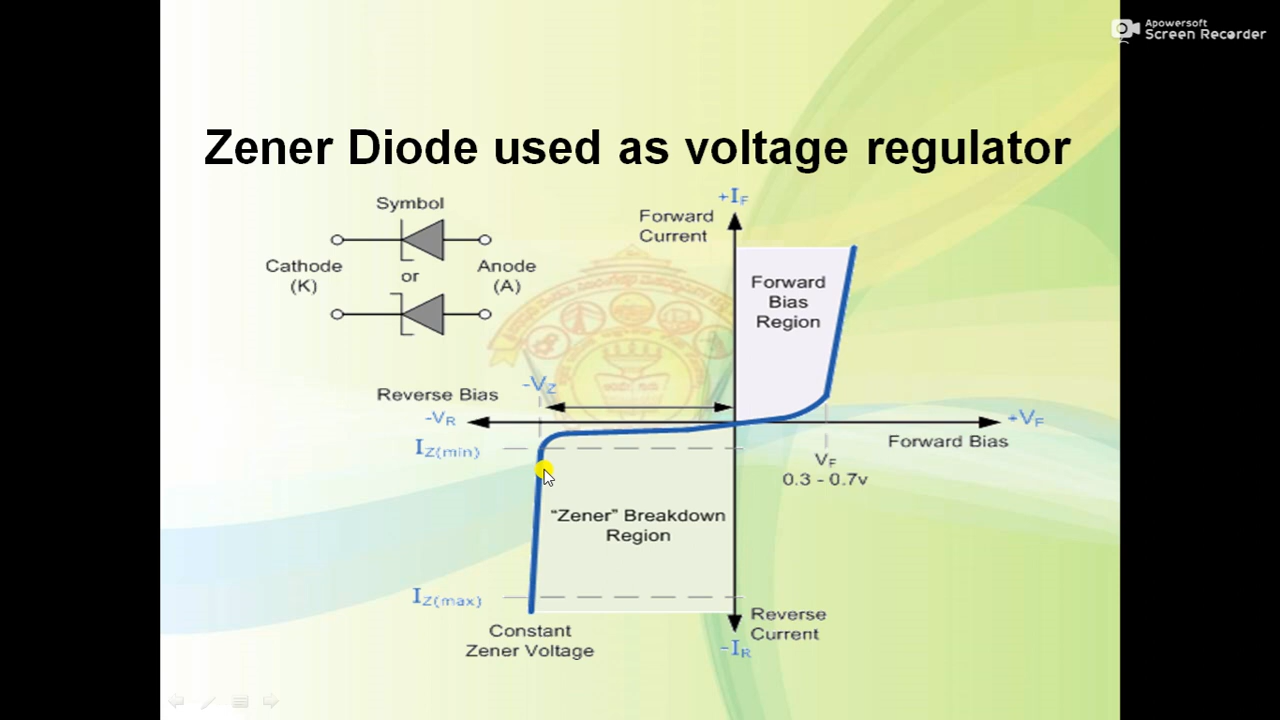 Apowersoft
Screen Recorder
Zener Diode used as voltage regulator
Symbol
Cathode
(K)
or
Anode
(A)
+IF
Forward
Current
Forward
Bias
Region
Reverse Bias
-VZ
-VR
+VF
Forward Bias
IZ(min)
VF
0.3 - 0.7v
“Zener” Breakdown
Region
IZ(max)
Reverse
Current
-IR
Constant
Zener Voltage